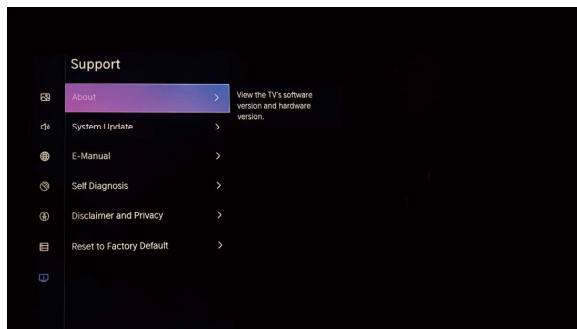 Support
About
View the TV's software
version and hardware
version.
System Update
E-Manual
Self Diagnosis
Disclaimer and Privacy
Reset to Factory Default